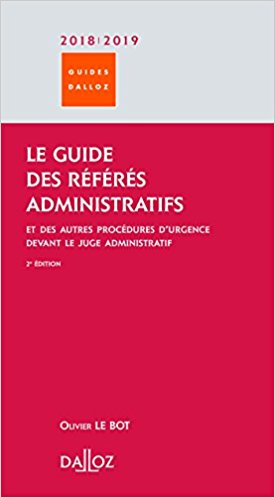 2018|2019
GUIDES
DALLOZ
LE GUIDE
DES RÉFÉRÉS
ADMINISTRATIFS
ET DES AUTRES PROCÉDURES D'URGENCE
DEVANT LE JUGE ADMINISTRATIF
2e ÉDITION
OLIVIER LE BOT
DALLOZ